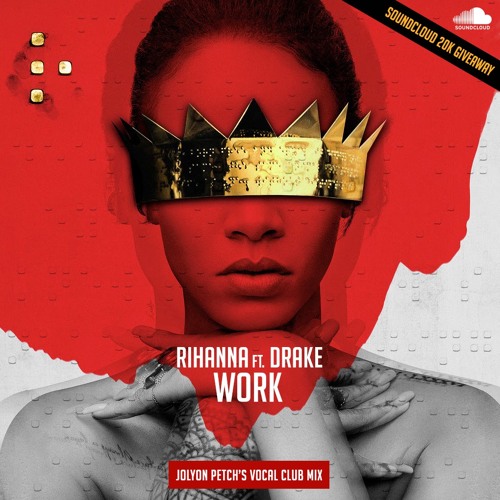 SOUNDCLOUD
SOUNDCLOUD 20K GIVEAWAY
RIHANNA FT. DRAKE
WORK
JOLYON PETCH'S VOCAL CLUB MIX